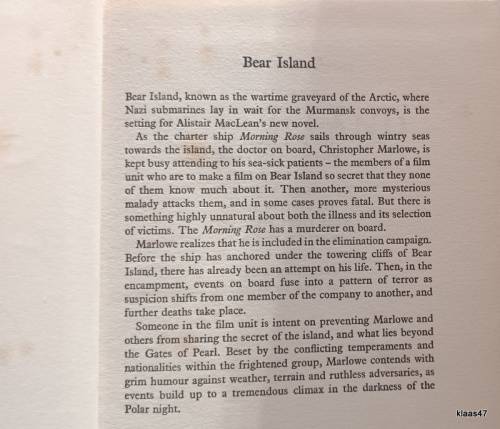 Bear Island
Bear Island, known as the wartime graveyard of the Arctic, where
Nazi submarines lay in wait for the Murmansk convoys, is the
setting for Alistair MacLean's new novel.
As the charter ship Morning Rose sails through wintry seas
towards the island, the doctor on board, Christopher Marlowe, is
kept busy attending to his sea-sick patients – the members of a film
unit who are to make a film on Bear Island so secret that they none
of them know much about it. Then another, more mysterious
malady attacks them, and in some cases proves fatal. But there is
something highly unnatural about both the illness and its selection
of victims. The Morning Rose has a murderer on board.
Marlowe realizes that he is included in the elimination campaign.
Before the ship has anchored under the towering cliffs of Bear
Island, there has already been an attempt on his life. Then, in the
encampment, events on board fuse into a pattern of terror as
suspicion shifts from one member of the company to another, and
further deaths take place.
Someone in the film unit is intent on preventing Marlowe and
others from sharing the secret of the island, and what lies beyond
the Gates of Pearl. Beset by the conflicting temperaments and
nationalities within the frightened group, Marlowe contends with
grim humour against weather, terrain and ruthless adversaries, as
events build up to a tremendous climax in the darkness of the
Polar night.
klaas47